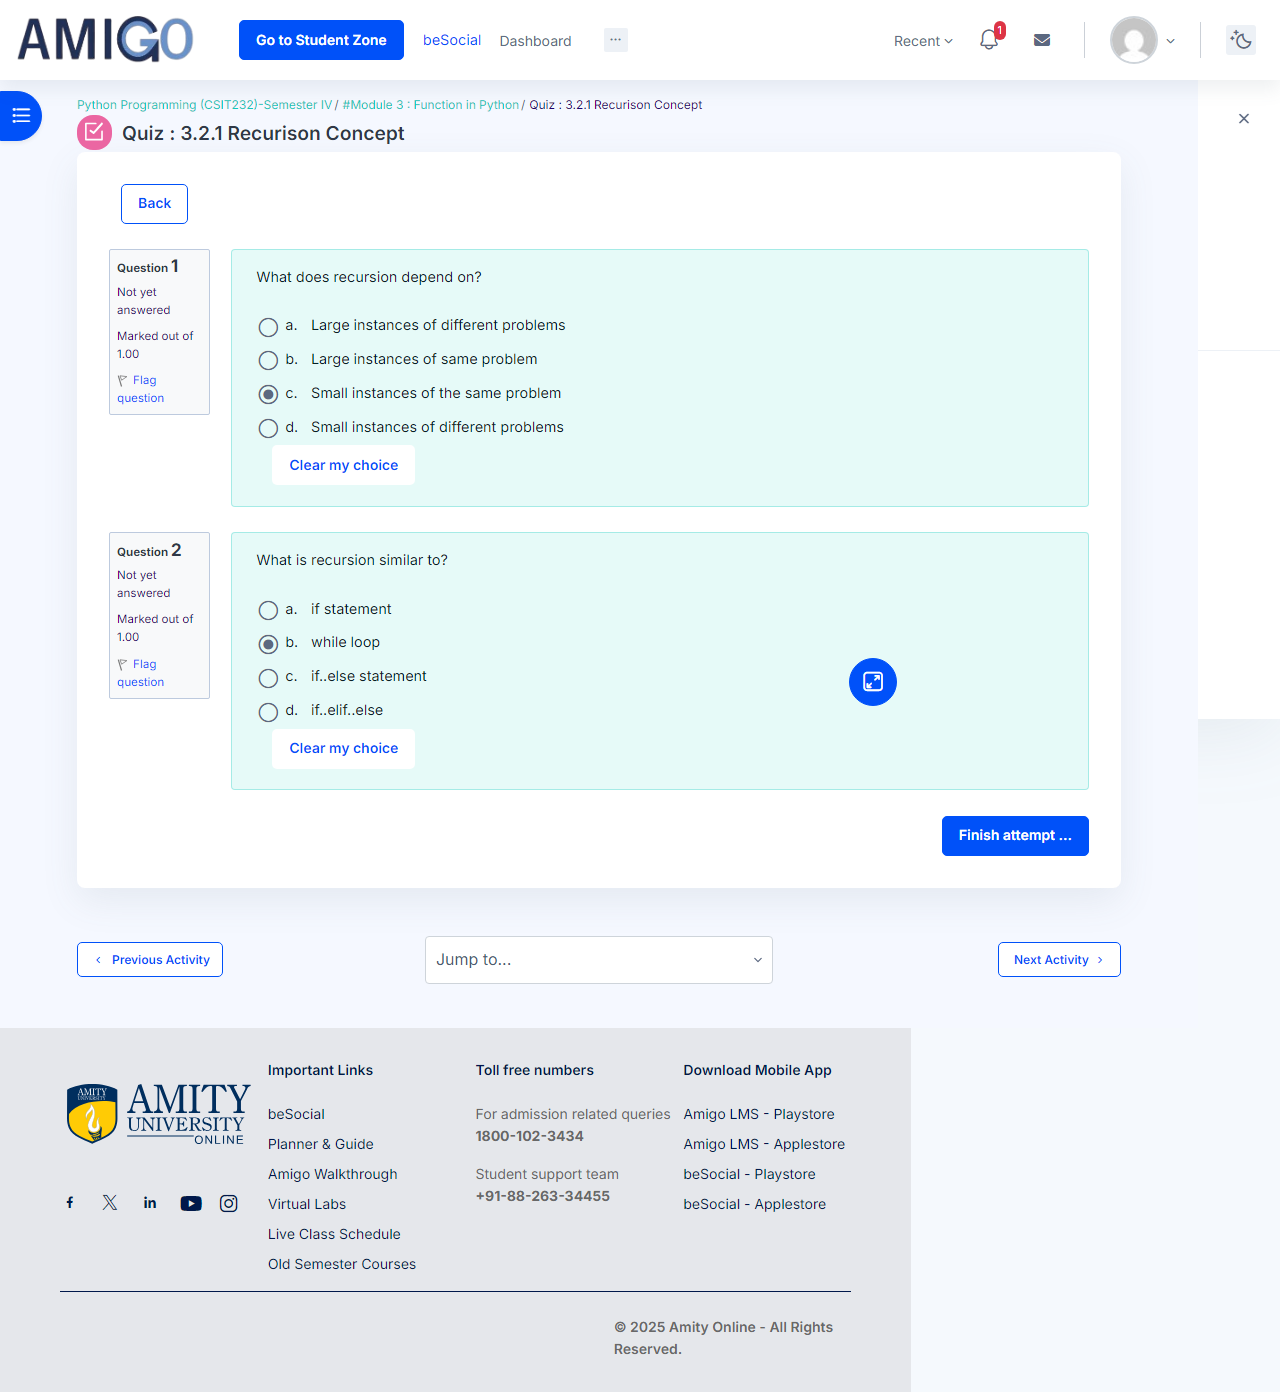 AMIGO
Go to Student Zone
beSocial
Dashboard
Recent
1
Python Programming (CSIT232)-Semester IV / #Module 3 : Function in Python / Quiz : 3.2.1 Recurison Concept
Quiz : 3.2.1 Recurison Concept
Back
Question 1
Not yet
answered
Marked out of
1.00
Flag
question
What does recursion depend on?
a. Large instances of different problems
b. Large instances of same problem
c. Small instances of the same problem
d. Small instances of different problems
Clear my choice
Question 2
Not yet
answered
Marked out of
1.00
Flag
question
What is recursion similar to?
a. if statement
b. while loop
c. if..else statement
d. if..elif..else
Clear my choice
Finish attempt ...
Previous Activity
Jump to...
Next Activity
AMITY
UNIVERSITY
AMITY
UNIVERSITY
ONLINE
Important Links
beSocial
Planner & Guide
Amigo Walkthrough
Virtual Labs
Live Class Schedule
Old Semester Courses
Toll free numbers
For admission related queries
1800-102-3434
Student support team
+91-88-263-34455
Download Mobile App
Amigo LMS - Playstore
Amigo LMS - Applestore
beSocial - Playstore
beSocial - Applestore
© 2025 Amity Online - All Rights
Reserved.